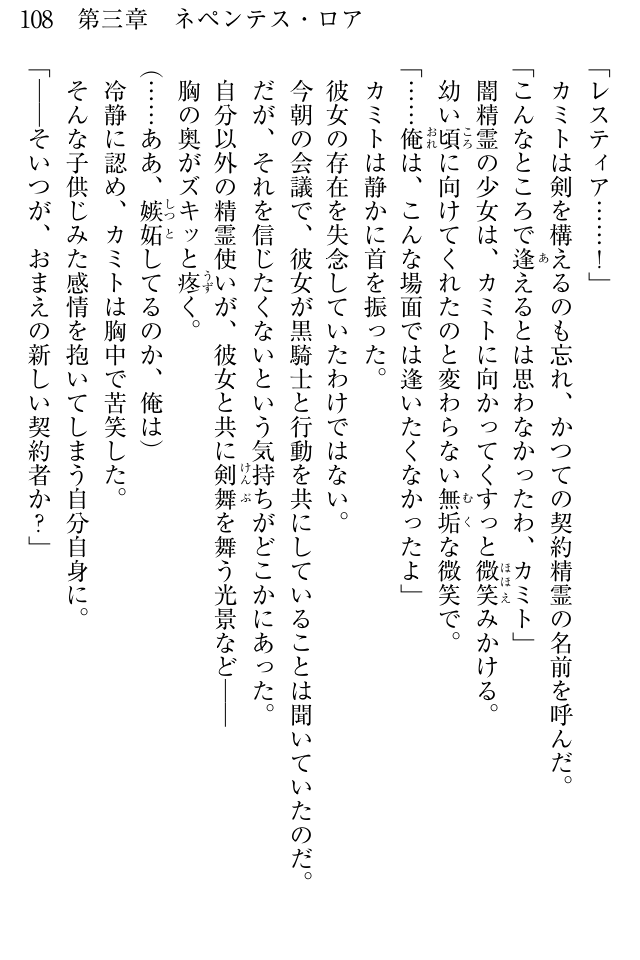 108　第三章　ネペンテス・ロア
「レスティア……！」
カミトは剣を構えるのも忘れ、かつての契約精霊の名前を呼んだ。
「こんなところで逢えるとは思わなかったわ、カミト」
闇精霊の少女は、カミトに向かってくすっと微笑みかける。
幼い頃に向けてくれたのと変わらない無垢な微笑で。
「……俺は、こんな場面では逢いたくなかったよ」
カミトは静かに首を振った。
彼女の存在を失念していたわけではない。
今朝の会議で、彼女が黒騎士と行動を共にしていることは聞いていたのだ。
だが、それを信じたくないという気持ちがどこかにあった。
自分以外の精霊使いが、彼女と共に剣舞を舞う光景など――
胸の奥がズキッと疼く。
（……ああ、嫉妬してるのか、俺は）
冷静に認め、カミトは胸中で苦笑した。
そんな子供じみた感情を抱いてしまう自分自身に。
「――そいつが、おまえの新しい契約者か？」